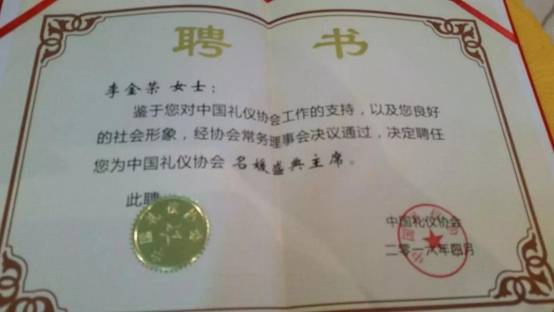 聘书
李金荣 女士：
鉴于您对中国礼仪协会工作的支持，以及您良好
的社会形象，经协会常务理事会决议通过，决定聘任
您为中国礼仪协会 名媛盛典主席。
此聘
中国礼仪协会
二零一六年四月